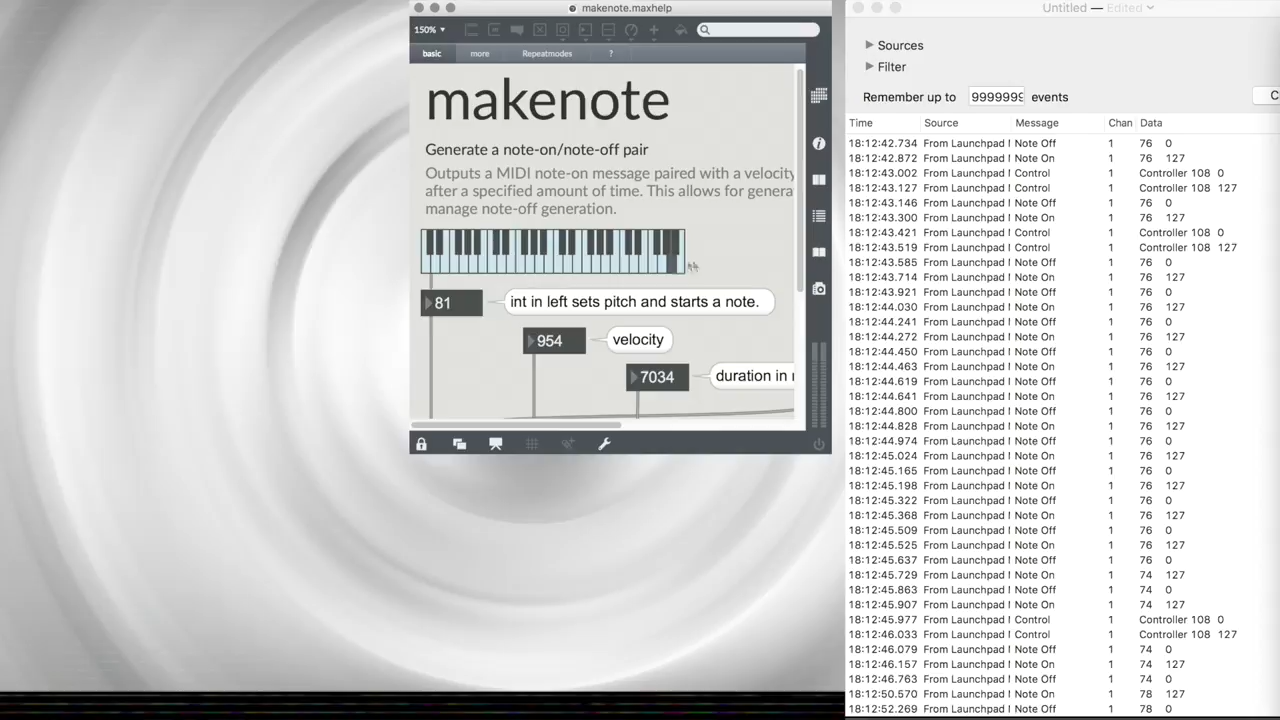 makenote.maxhelp
150%
basic more Repeatmodes ?
makenote
Generate a note-on/note-off pair
Outputs a MIDI note-on message paired with a velocity
after a specified amount of time. This allows for genera
manage note-off generation.
81
int in left sets pitch and starts a note.
954
velocity
7034
duration in
Untitled — Edited
Sources
Filter
Remember up to 9999999 events
C
Time Source Message Chan Data
18:12:42.734 From Launchpad Note Off 1 76 0
18:12:42.872 From Launchpad Note On 1 76 127
18:12:43.002 From Launchpad Control 1 Controller 108 0
18:12:43.127 From Launchpad Control 1 Controller 108 127
18:12:43.146 From Launchpad Note Off 1 76 0
18:12:43.300 From Launchpad Note On 1 76 127
18:12:43.421 From Launchpad Control 1 Controller 108 0
18:12:43.519 From Launchpad Control 1 Controller 108 127
18:12:43.585 From Launchpad Note Off 1 76 0
18:12:43.714 From Launchpad Note On 1 76 127
18:12:43.921 From Launchpad Note Off 1 76 0
18:12:44.030 From Launchpad Note On 1 76 127
18:12:44.241 From Launchpad Note Off 1 76 0
18:12:44.272 From Launchpad Note On 1 76 127
18:12:44.450 From Launchpad Note Off 1 76 0
18:12:44.463 From Launchpad Note On 1 76 127
18:12:44.619 From Launchpad Note Off 1 76 0
18:12:44.641 From Launchpad Note On 1 76 127
18:12:44.800 From Launchpad Note Off 1 76 0
18:12:44.828 From Launchpad Note On 1 76 127
18:12:44.974 From Launchpad Note Off 1 76 0
18:12:45.024 From Launchpad Note On 1 76 127
18:12:45.165 From Launchpad Note Off 1 76 0
18:12:45.198 From Launchpad Note On 1 76 127
18:12:45.322 From Launchpad Note Off 1 76 0
18:12:45.368 From Launchpad Note On 1 76 127
18:12:45.509 From Launchpad Note Off 1 76 0
18:12:45.525 From Launchpad Note On 1 76 127
18:12:45.637 From Launchpad Note Off 1 76 0
18:12:45.729 From Launchpad Note On 1 74 127
18:12:45.863 From Launchpad Note Off 1 74 0
18:12:45.907 From Launchpad Note On 1 74 127
18:12:45.977 From Launchpad Control 1 Controller 108 0
18:12:46.033 From Launchpad Control 1 Controller 108 127
18:12:46.079 From Launchpad Note Off 1 74 0
18:12:46.157 From Launchpad Note On 1 74 127
18:12:46.763 From Launchpad Note Off 1 74 0
18:12:50.570 From Launchpad Note On 1 78 127
18:12:52.269 From Launchpad Note Off 1 78 0